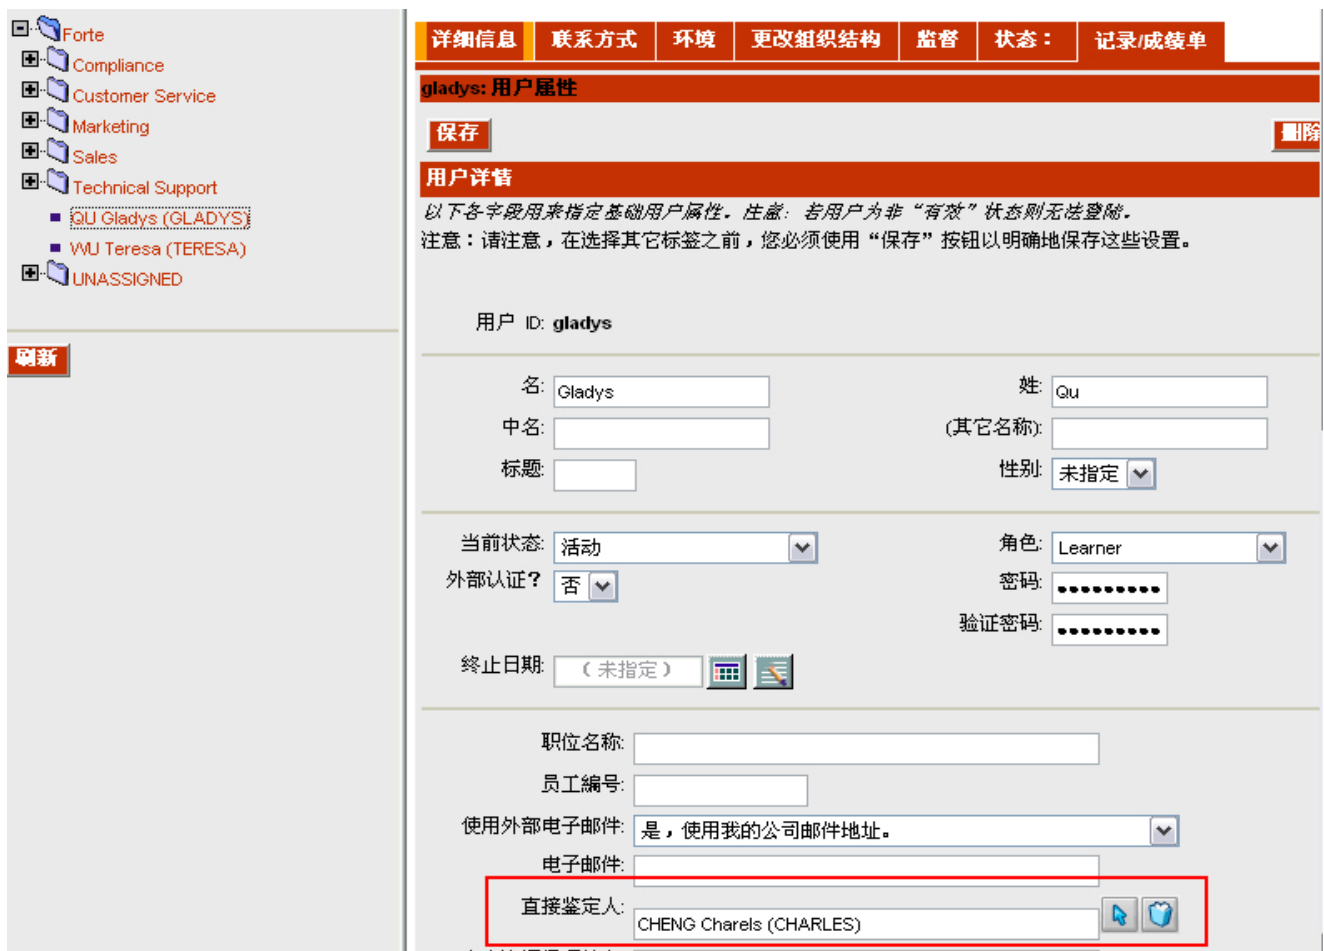 Forte
Compliance
Customer Service
Marketing
Sales
Technical Support
QU Gladys (GLADYS)
WU Teresa (TERESA)
UNASSIGNED
刷新
详细信息 联系方式 环境 更改组织结构 监督 状态： 记录/成绩单
gladys: 用户属性
保存 删除
用户详情
以下各字段用来指定基础用户属性。注意：若用户为非“有效”状态则无法登陆。
注意：请注意，在选择其它标签之前，您必须使用“保存”按钮以明确地保存这些设置。
用户 ID: gladys
名: Gladys 姓: Qu
中名: (其它名称):
标题: 性别: 未指定
当前状态: 活动 角色: Learner
外部认证? 否 密码: •••••••••
验证密码: •••••••••
终止日期: （未指定）
职位名称:
员工编号:
使用外部电子邮件: 是，使用我的公司邮件地址。
电子邮件:
直接鉴定人: CHENG Charels (CHARLES)